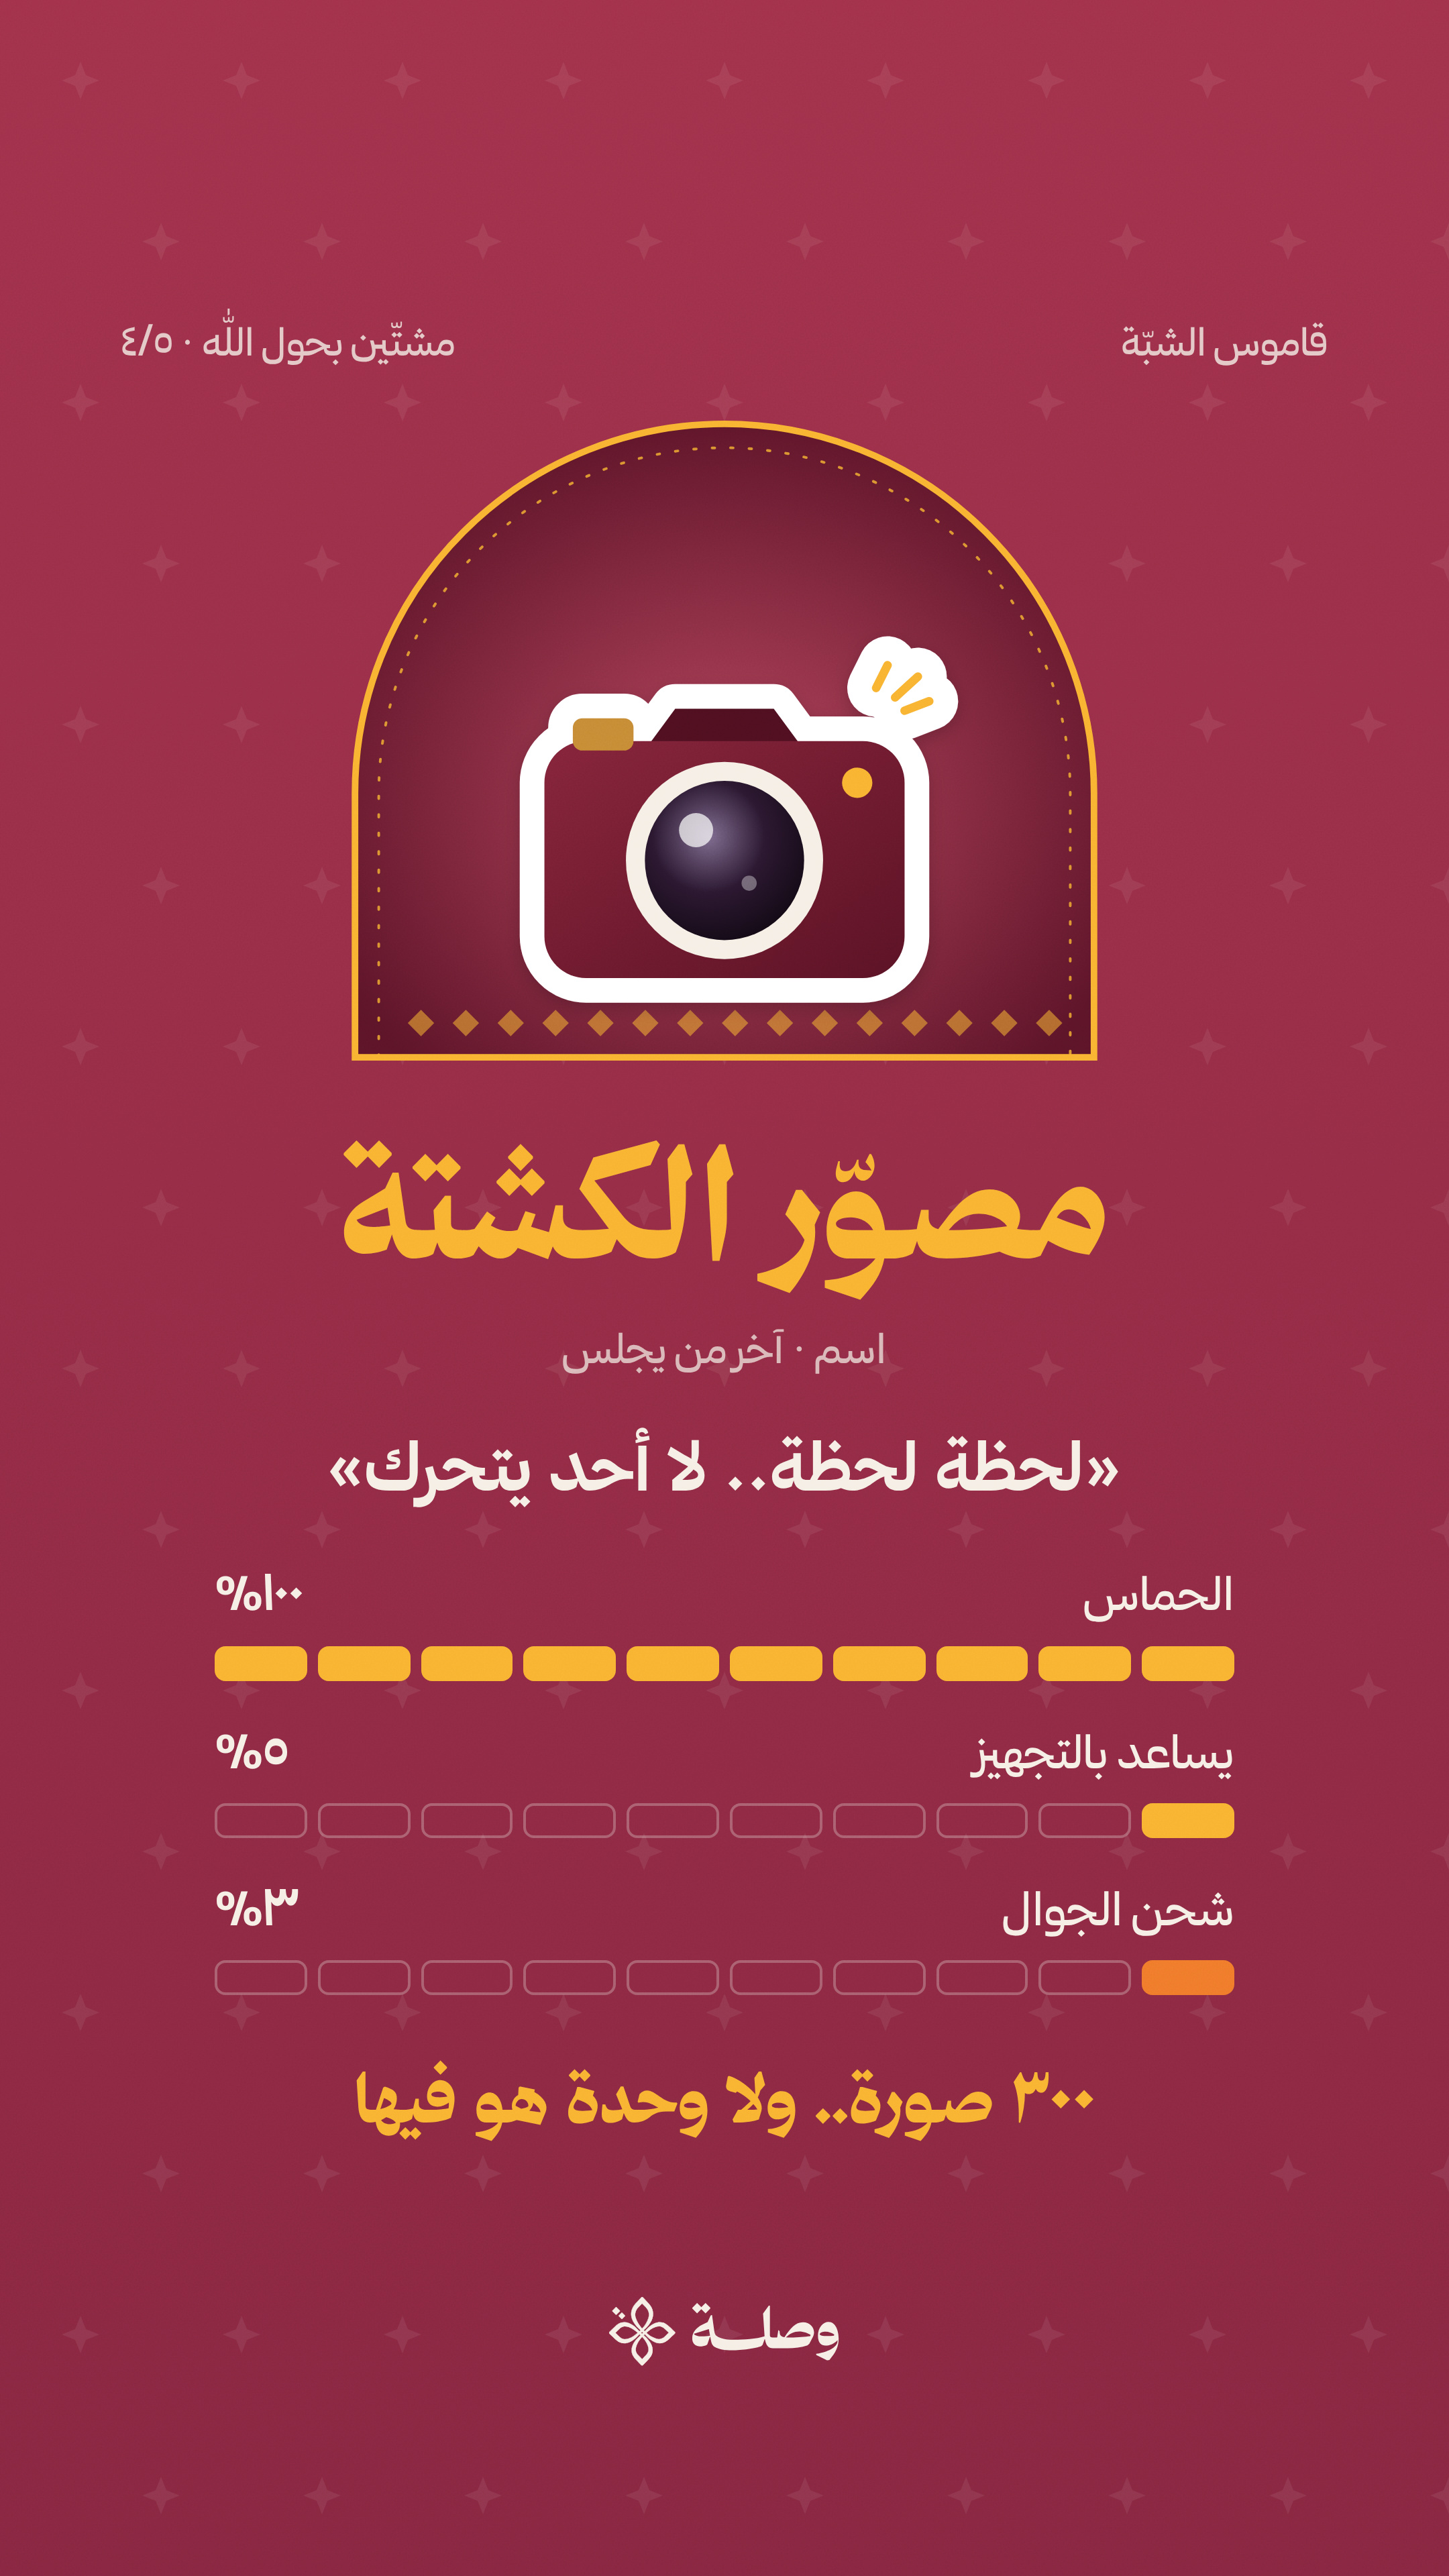 قاموس الشبّة
مشتّين بحول الله · ٤/٥
مصوّر الكشتة
اسم · آخر من يجلس
«لحظة لحظة.. لا أحد يتحرك»
الحماس
١٠٠%
يساعد بالتجهيز
٥%
شحن الجوال
٣%
٣٠٠ صورة.. ولا وحدة هو فيها
وصلـة